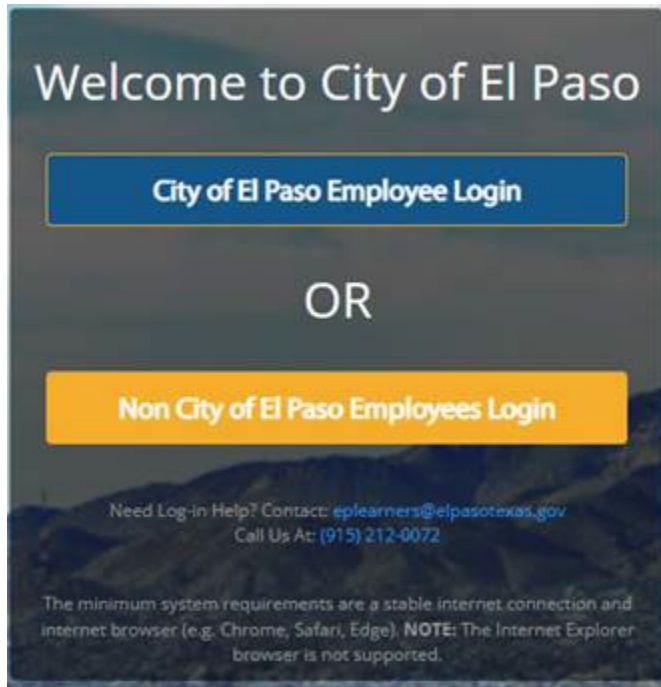 Welcome to City of El Paso
City of El Paso Employee Login
OR
Non City of El Paso Employees Login
Need Log-in Help? Contact: eplearners@elpasotexas.gov
Call Us At: (915) 212-0072
The minimum system requirements are a stable internet connection and
internet browser (e.g. Chrome, Safari, Edge). NOTE: The Internet Explorer
browser is not supported.